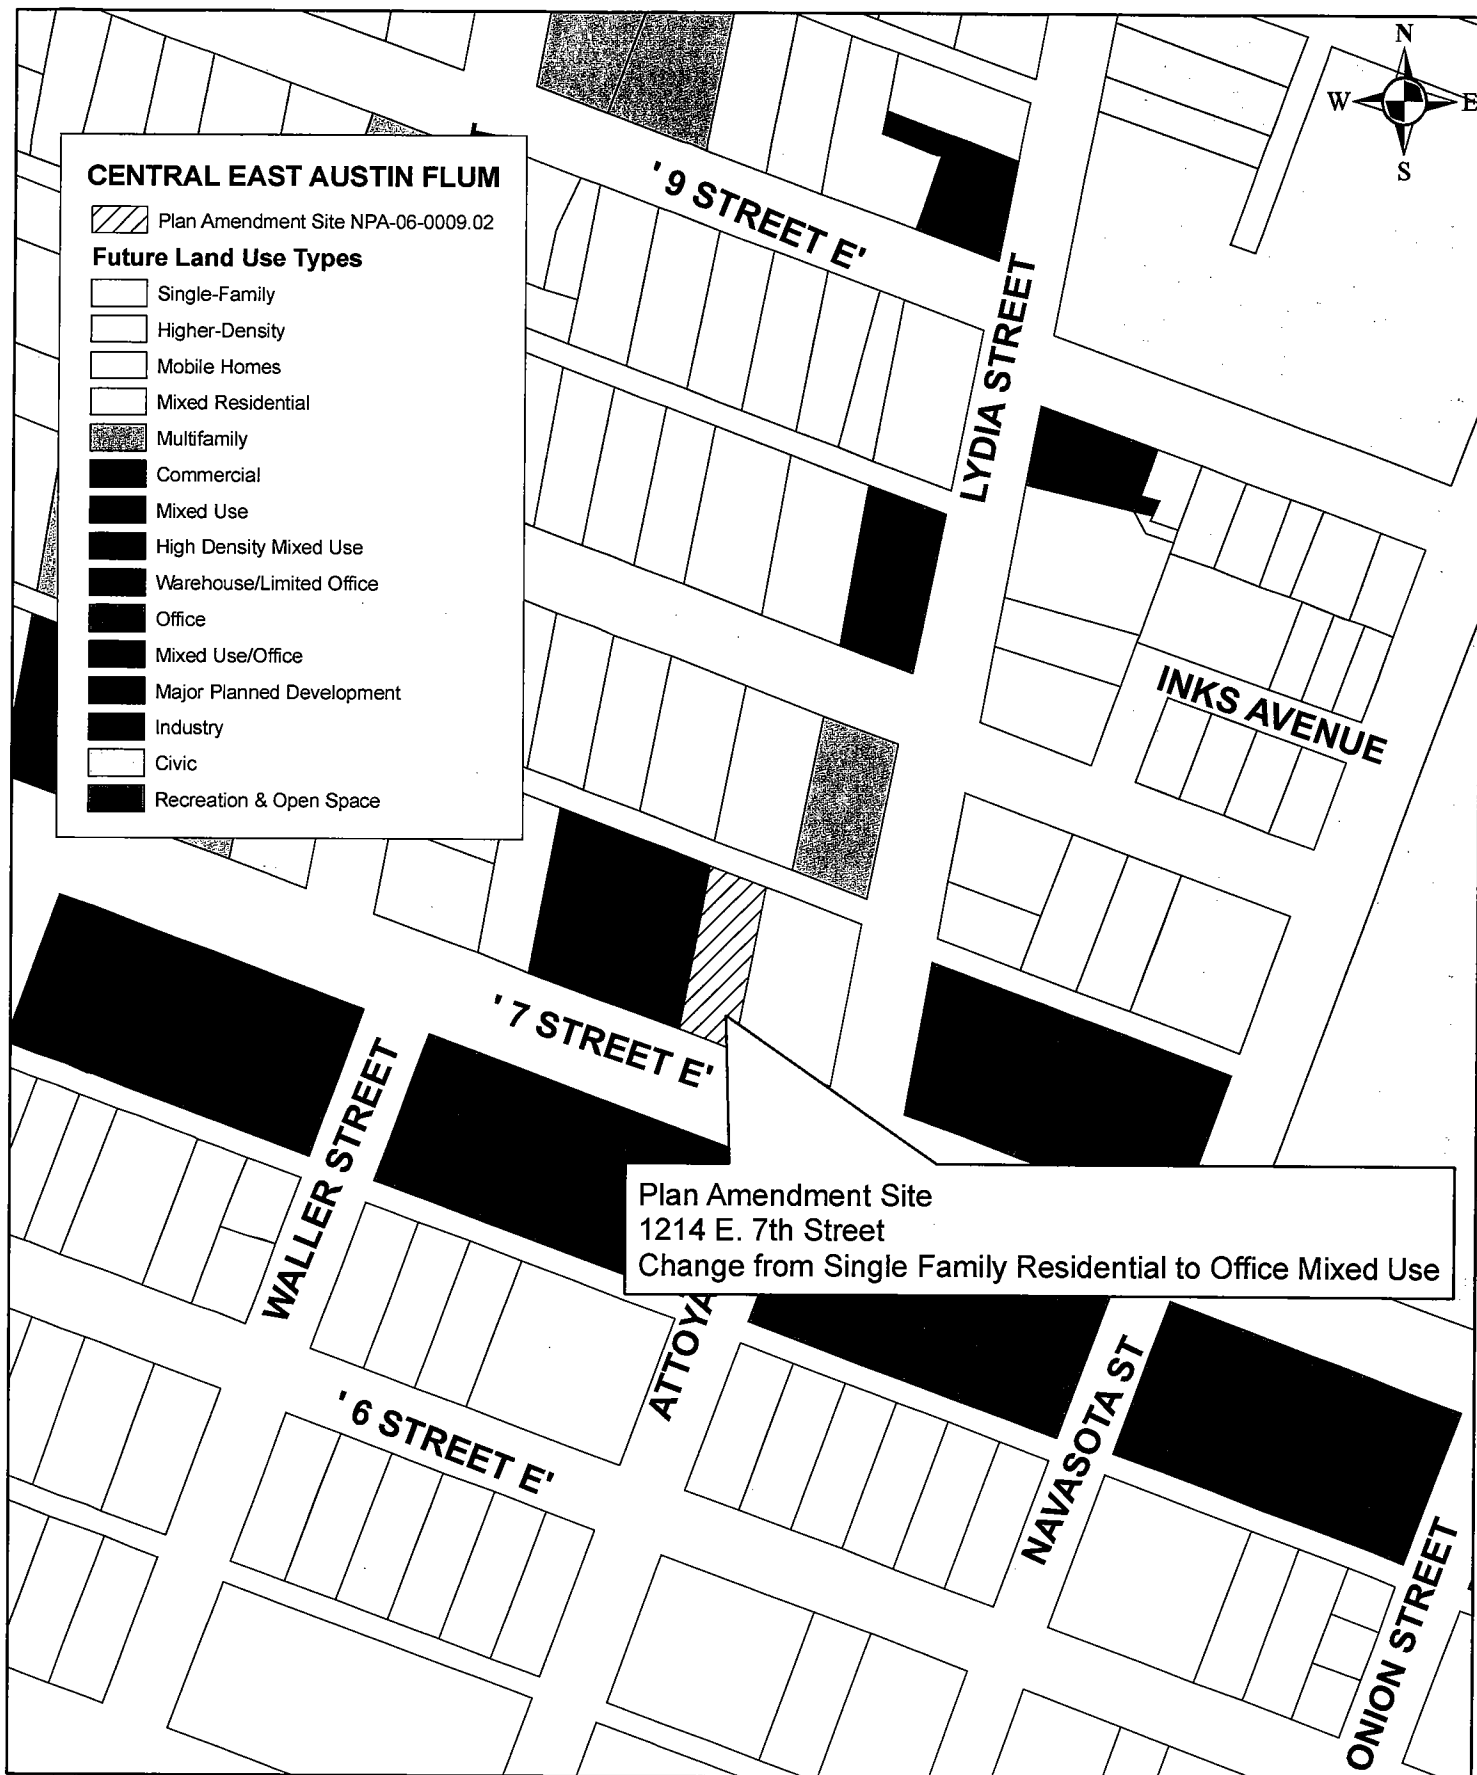 N
W E
S
CENTRAL EAST AUSTIN FLUM
Plan Amendment Site NPA-06-0009.02
Future Land Use Types
Single-Family
Higher-Density
Mobile Homes
Mixed Residential
Multifamily
Commercial
Mixed Use
High Density Mixed Use
Warehouse/Limited Office
Office
Mixed Use/Office
Major Planned Development
Industry
Civic
Recreation & Open Space
' 9 STREET E'
LYDIA STREET
INKS AVENUE
' 7 STREET E'
WALLER STREET
Plan Amendment Site
1214 E. 7th Street
Change from Single Family Residential to Office Mixed Use
ATTOYA
' 6 STREET E'
NAVASOTA ST
ONION STREET